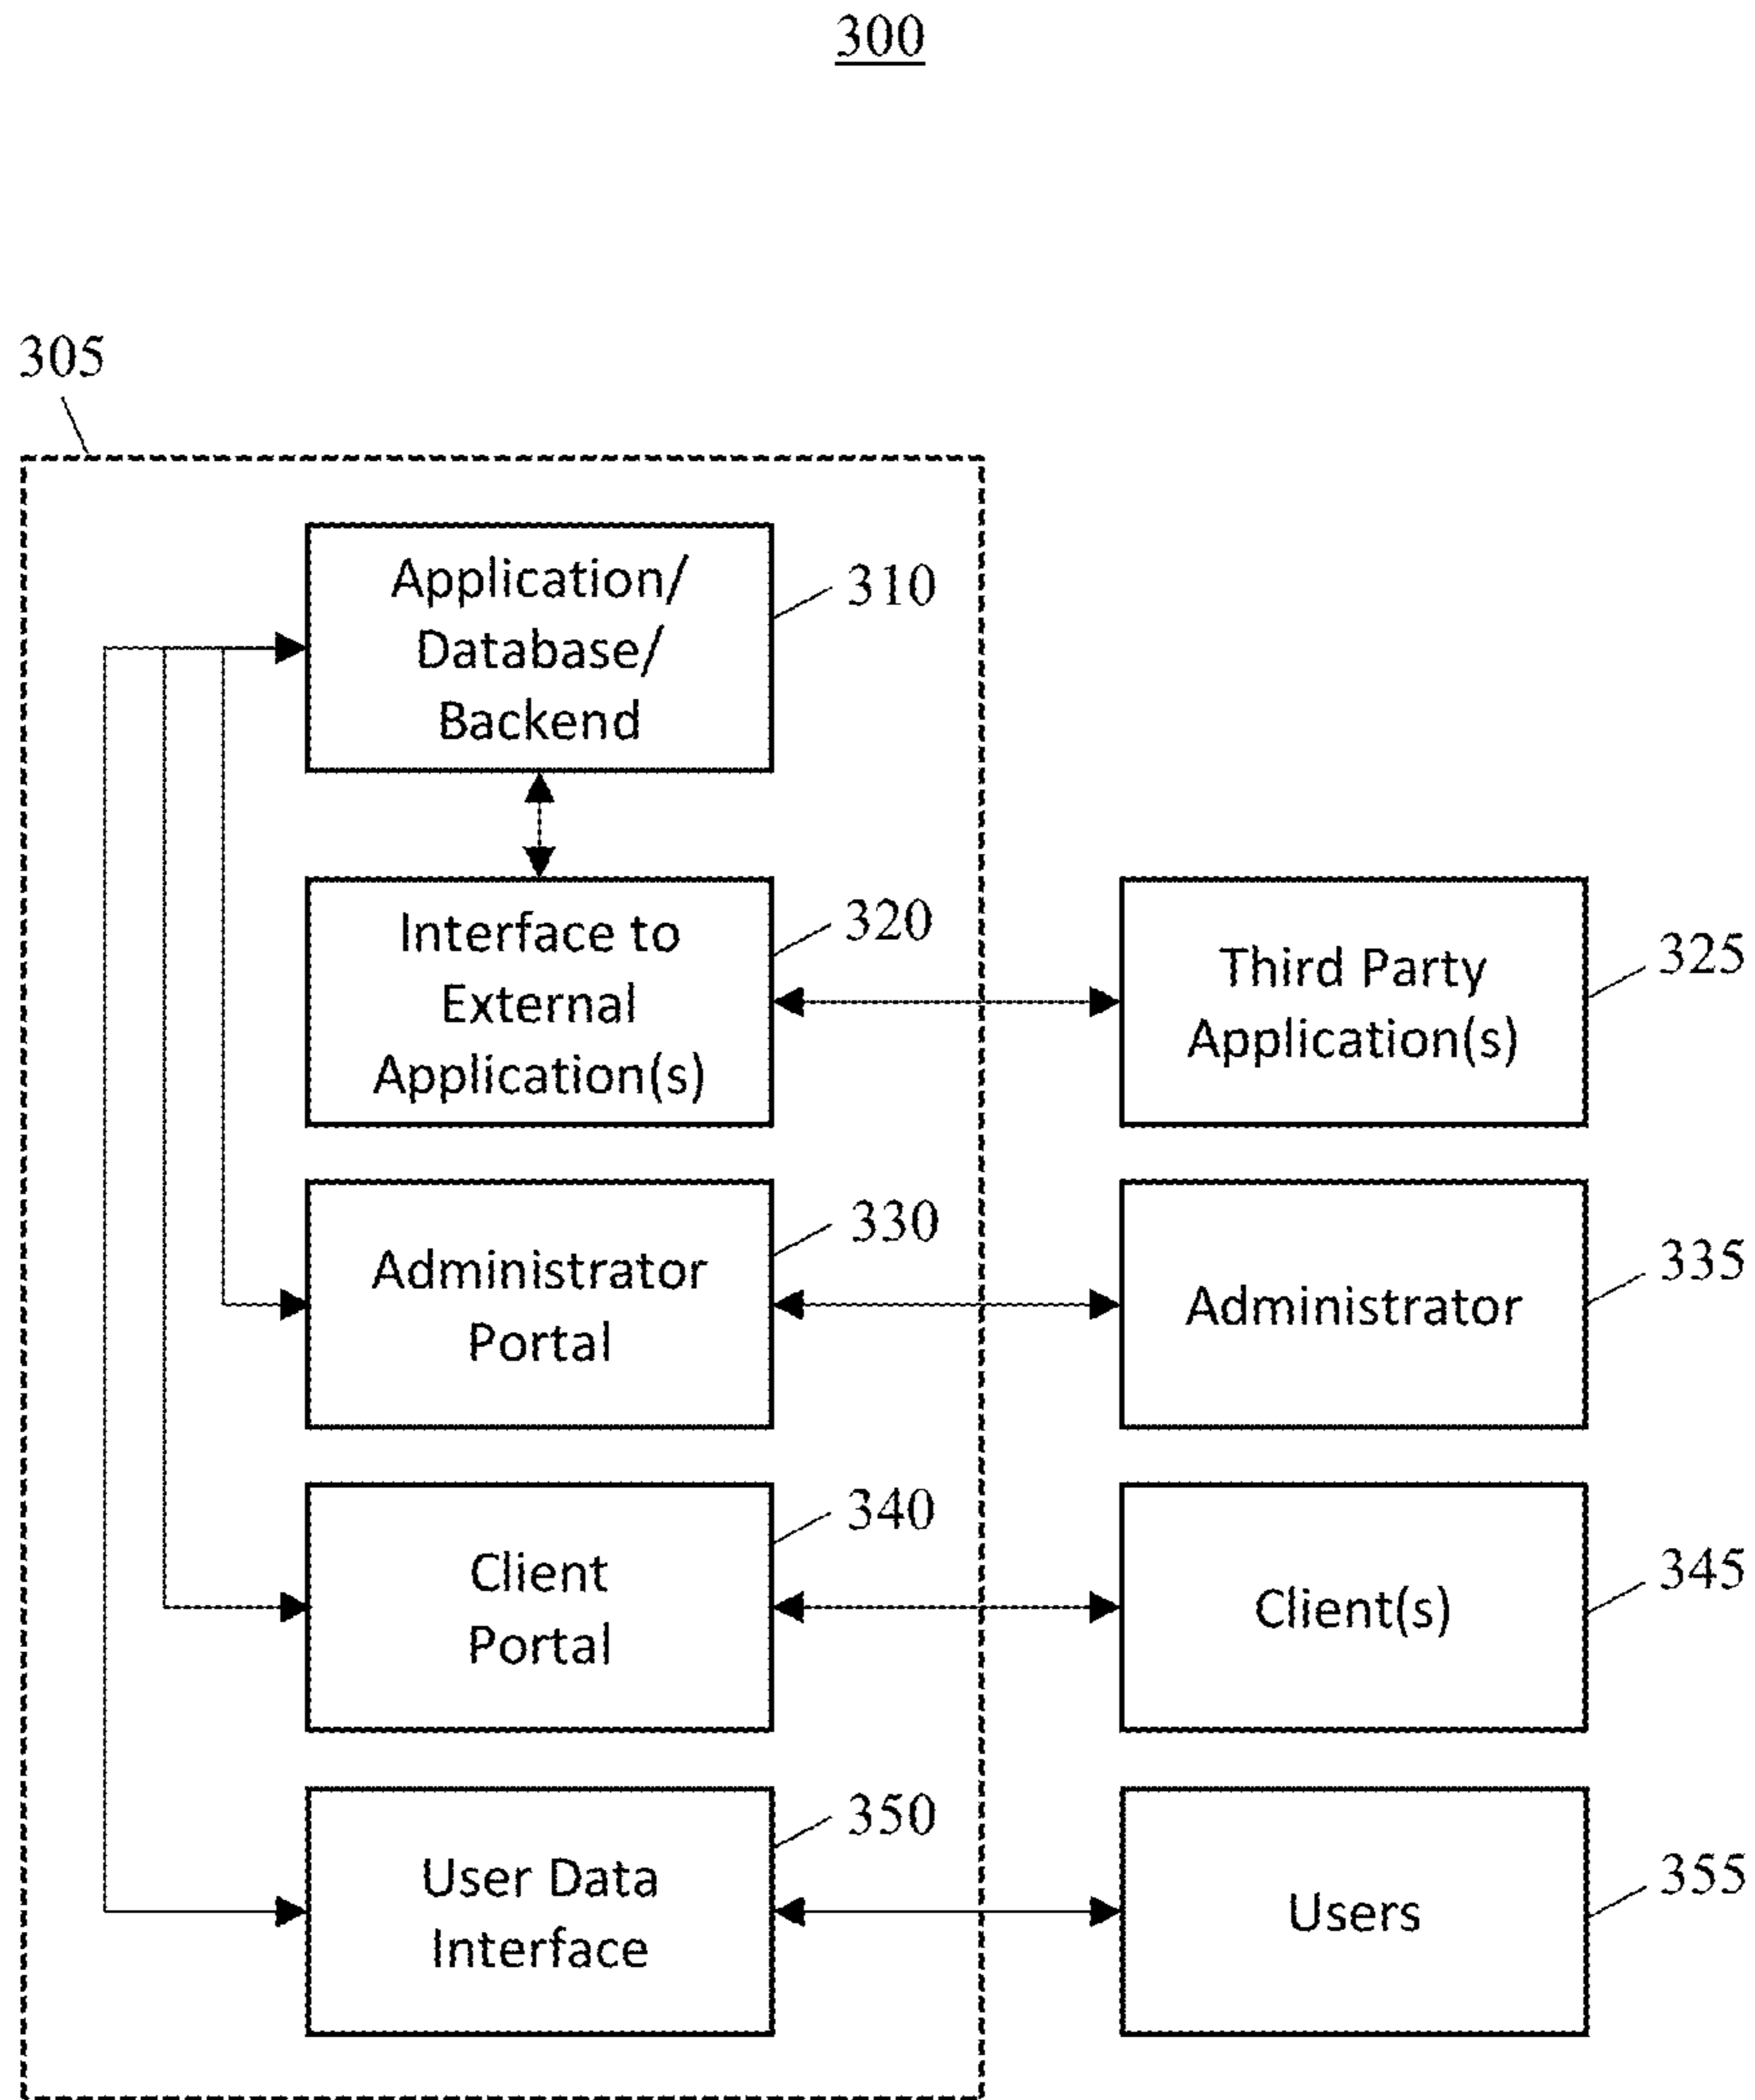 300
305
Application/
Database/
Backend
310
Interface to
External
Application(s)
320
Third Party
Application(s)
325
Administrator
Portal
330
Administrator
335
Client
Portal
340
Client(s)
345
User Data
Interface
350
Users
355